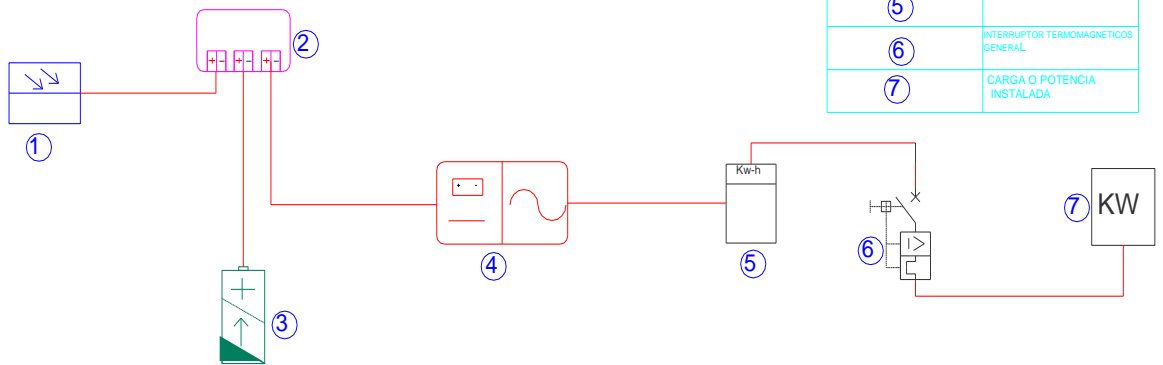 5
INTERRUPTOR TERMOMAGNETICOS
6
GENERAL
7
CARGA O POTENCIA
INSTALADA
2
+ - + - + -
1
Kw-h
+ -
7
KW
6
4
5
+
3